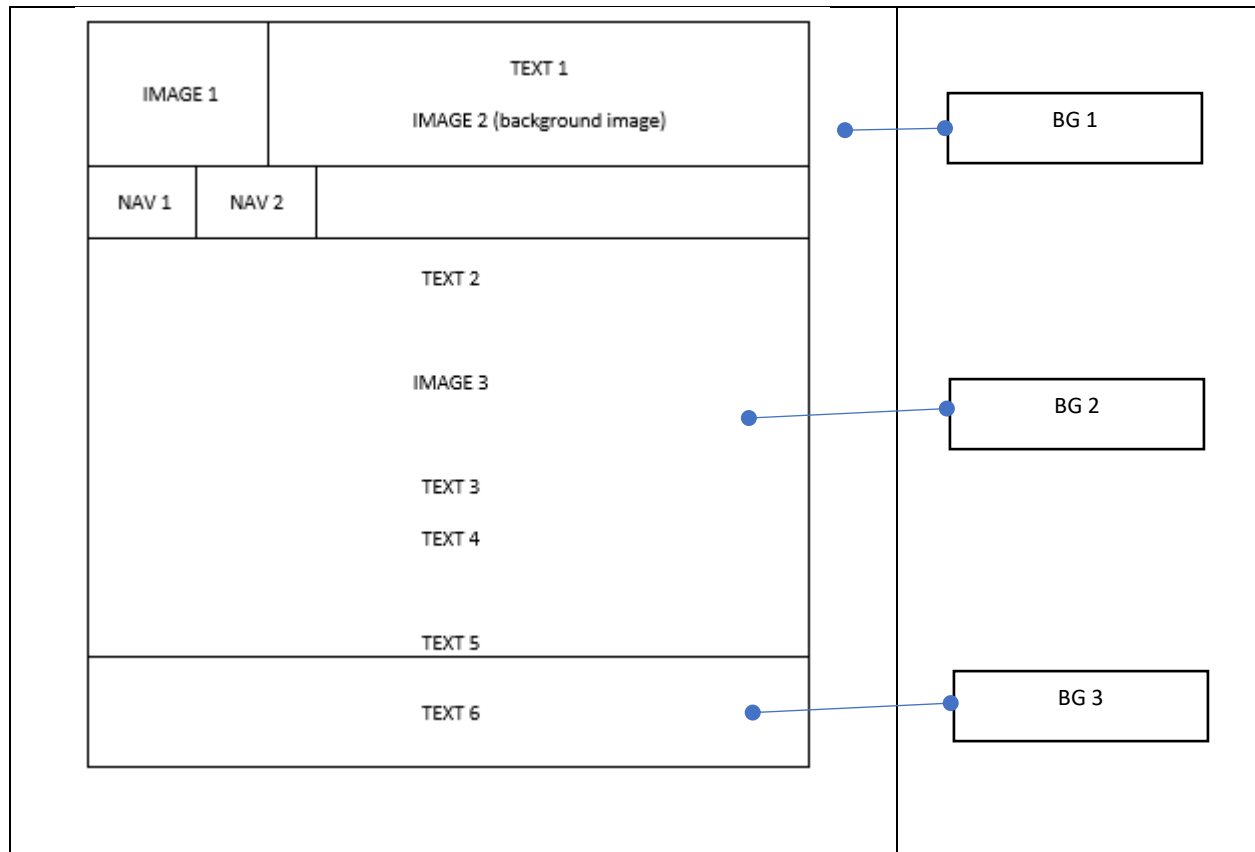 TEXT 1
IMAGE 1
IMAGE 2 (background image)
BG 1
NAV 1
NAV 2
TEXT 2
IMAGE 3
BG 2
TEXT 3
TEXT 4
TEXT 5
TEXT 6
BG 3